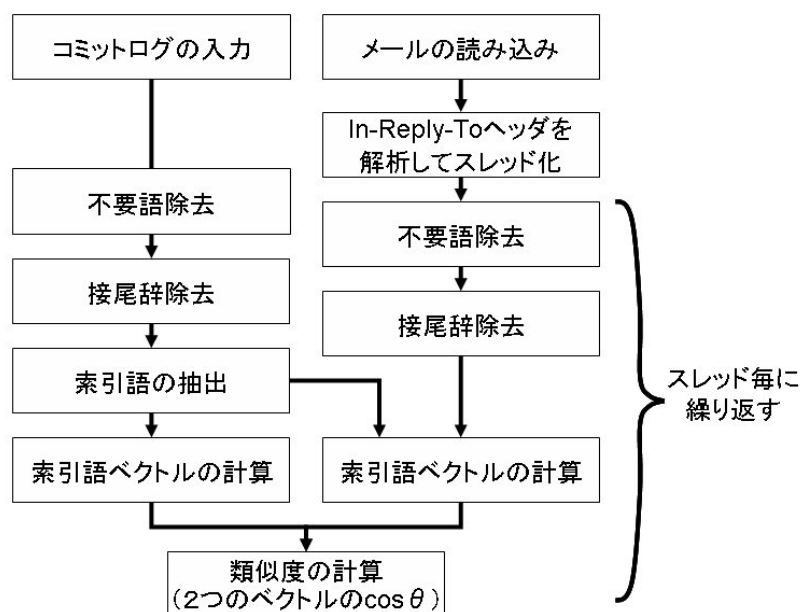 コミットログの入力
メールの読み込み
In-Reply-Toヘッダを
解析してスレッド化
不要語除去
不要語除去
接尾辞除去
接尾辞除去
索引語の抽出
スレッド毎に
繰り返す
索引語ベクトルの計算
索引語ベクトルの計算
類似度の計算
(2つのベクトルのcosθ)